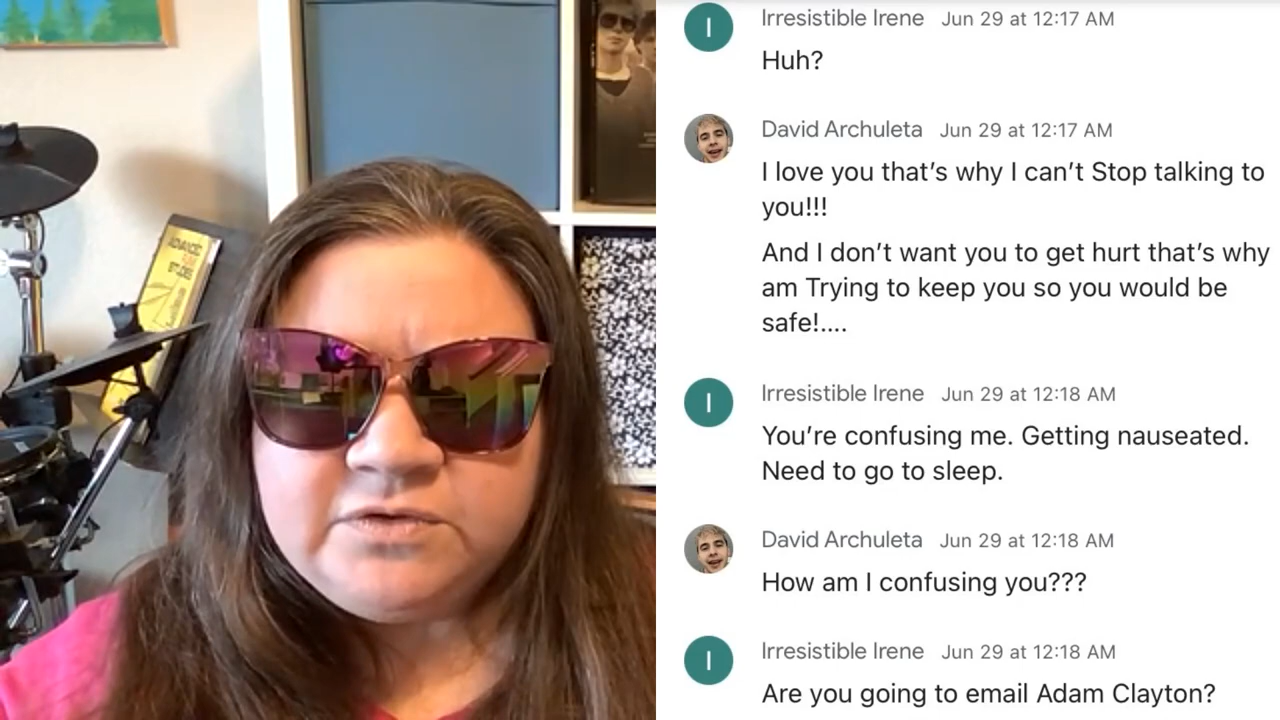 ADVANCED
STUDIES
Irresistible Irene Jun 29 at 12:17 AM
I
Huh?
David Archuleta Jun 29 at 12:17 AM
I love you that’s why I can’t Stop talking to
you!!!
And I don’t want you to get hurt that’s why
am Trying to keep you so you would be
safe!....
Irresistible Irene Jun 29 at 12:18 AM
I
You’re confusing me. Getting nauseated.
Need to go to sleep.
David Archuleta Jun 29 at 12:18 AM
How am I confusing you???
Irresistible Irene Jun 29 at 12:18 AM
I
Are you going to email Adam Clayton?